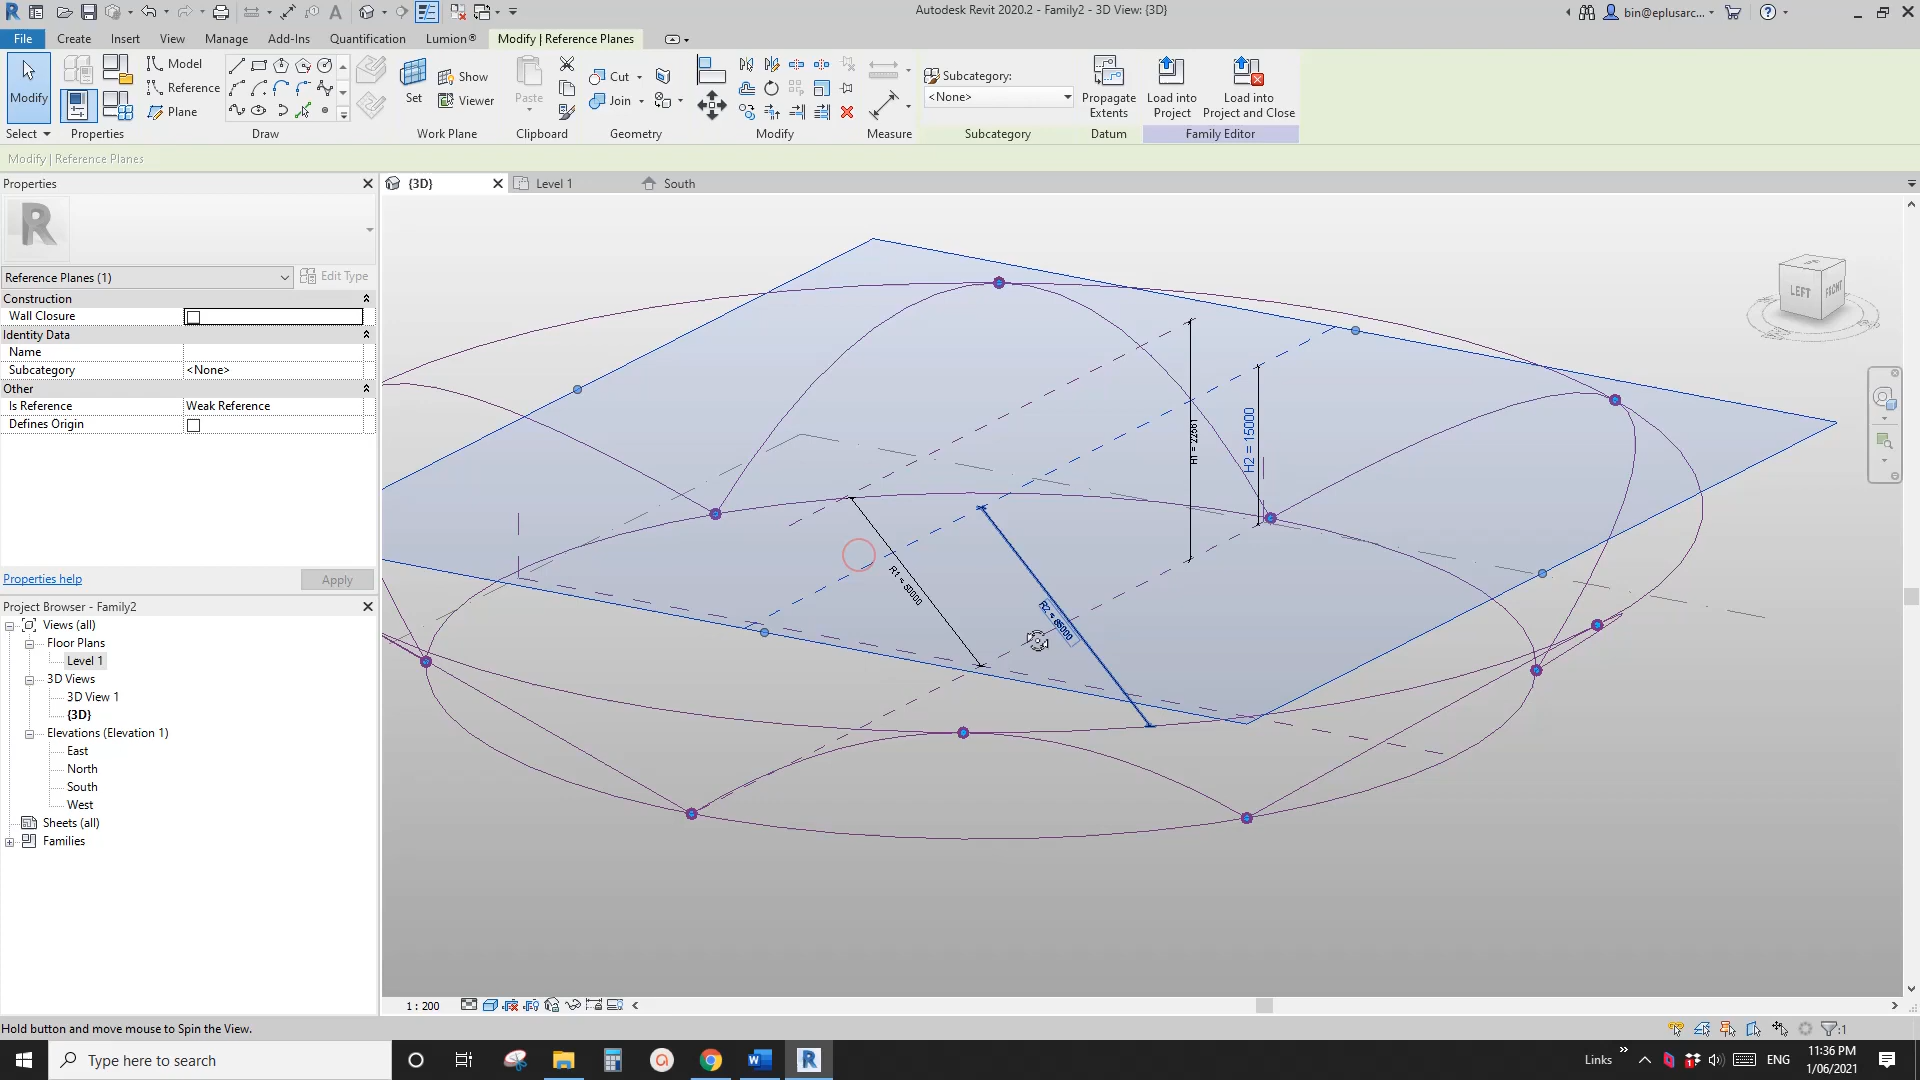 Autodesk Revit 2020.2 - Family2 - 3D View: {3D}
bin@eplusarc...
File
Create
Insert
View
Manage
Add-Ins
Quantification
Lumion®
Modify | Reference Planes
Modify
Model
Reference
Plane
Set
Show
Viewer
Paste
Cut
Join
Subcategory:
<None>
Propagate
Extents
Load into
Project
Load into
Project and Close
Select
Properties
Draw
Work Plane
Clipboard
Geometry
Modify
Measure
Subcategory
Datum
Family Editor
Modify | Reference Planes
Properties
R
Reference Planes (1)
Edit Type
Construction
Wall Closure
Identity Data
Name
Subcategory
<None>
Other
Is Reference
Weak Reference
Defines Origin
Properties help
Apply
Project Browser - Family2
Views (all)
Floor Plans
Level 1
3D Views
3D View 1
{3D}
Elevations (Elevation 1)
East
North
South
West
Sheets (all)
Families
{3D}
Level 1
South
LEFT
FRONT
H1 = 22561
H2 = 15000
R1 = 50000
R2 = 65000
1 : 200
Hold button and move mouse to Spin the View.
:1
Type here to search
Links
ENG
11:36 PM
1/06/2021